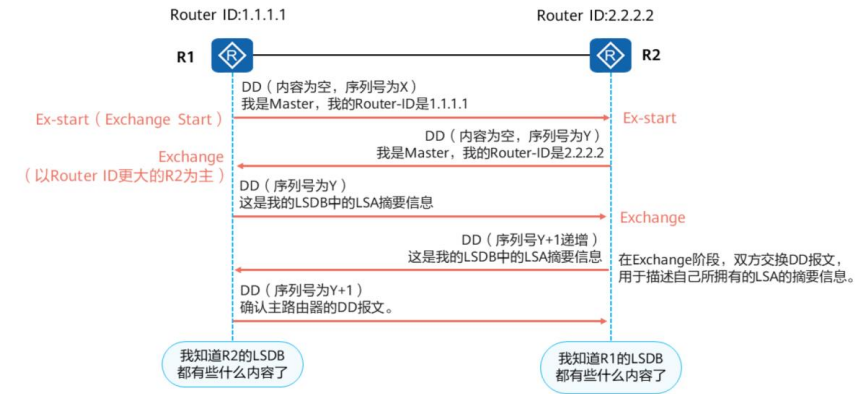 Router ID:1.1.1.1
Router ID:2.2.2.2
R1
R
R
R2
DD（内容为空，序列号为X）
我是Master，我的Router-ID是1.1.1.1
Ex-start（Exchange Start）
Ex-start
DD（内容为空，序列号为Y）
我是Master，我的Router-ID是2.2.2.2
Exchange
（以Router ID更大的R2为主）
DD（序列号为Y）
这是我的LSDB中的LSA摘要信息
Exchange
DD（序列号Y+1递增）
这是我的LSDB中的LSA摘要信息
在Exchange阶段，双方交换DD报文，
用于描述自己所拥有的LSA的摘要信息。
DD（序列号为Y+1）
确认主路由器的DD报文。
我知道R2的LSDB
都有些什么内容了
我知道R1的LSDB
都有些什么内容了